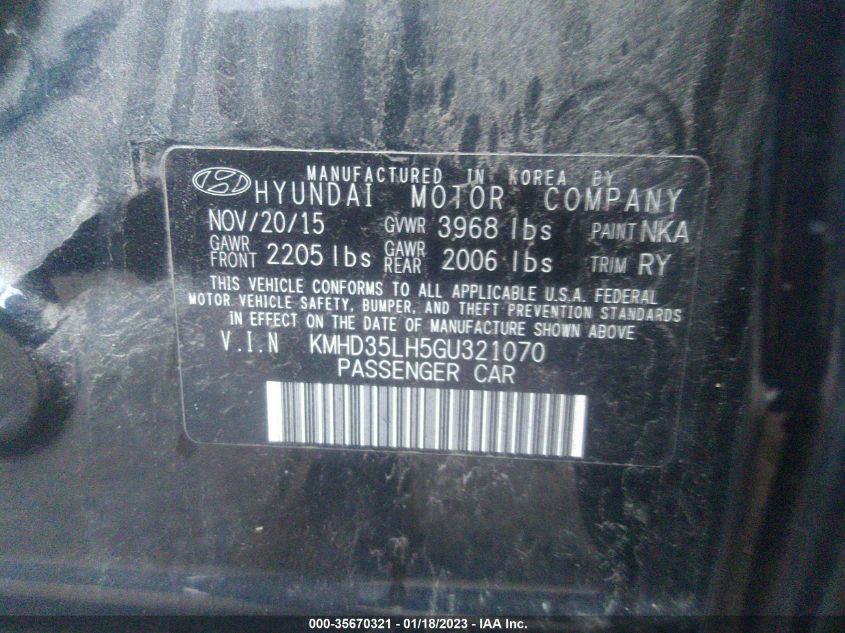 MANUFACTURED IN KOREA BY
HYUNDAI MOTOR COMPANY
NOV/20/15 GVWR 3968 lbs PAINT NKA
GAWR FRONT 2205 lbs GAWR REAR 2006 lbs TRIM RY
THIS VEHICLE CONFORMS TO ALL APPLICABLE U.S.A. FEDERAL
MOTOR VEHICLE SAFETY, BUMPER, AND THEFT PREVENTION STANDARDS
IN EFFECT ON THE DATE OF MANUFACTURE SHOWN ABOVE
V.I.N KMHD35LH5GU321070
PASSENGER CAR
000-35670321 / 01/18/2023 - IAA Inc.